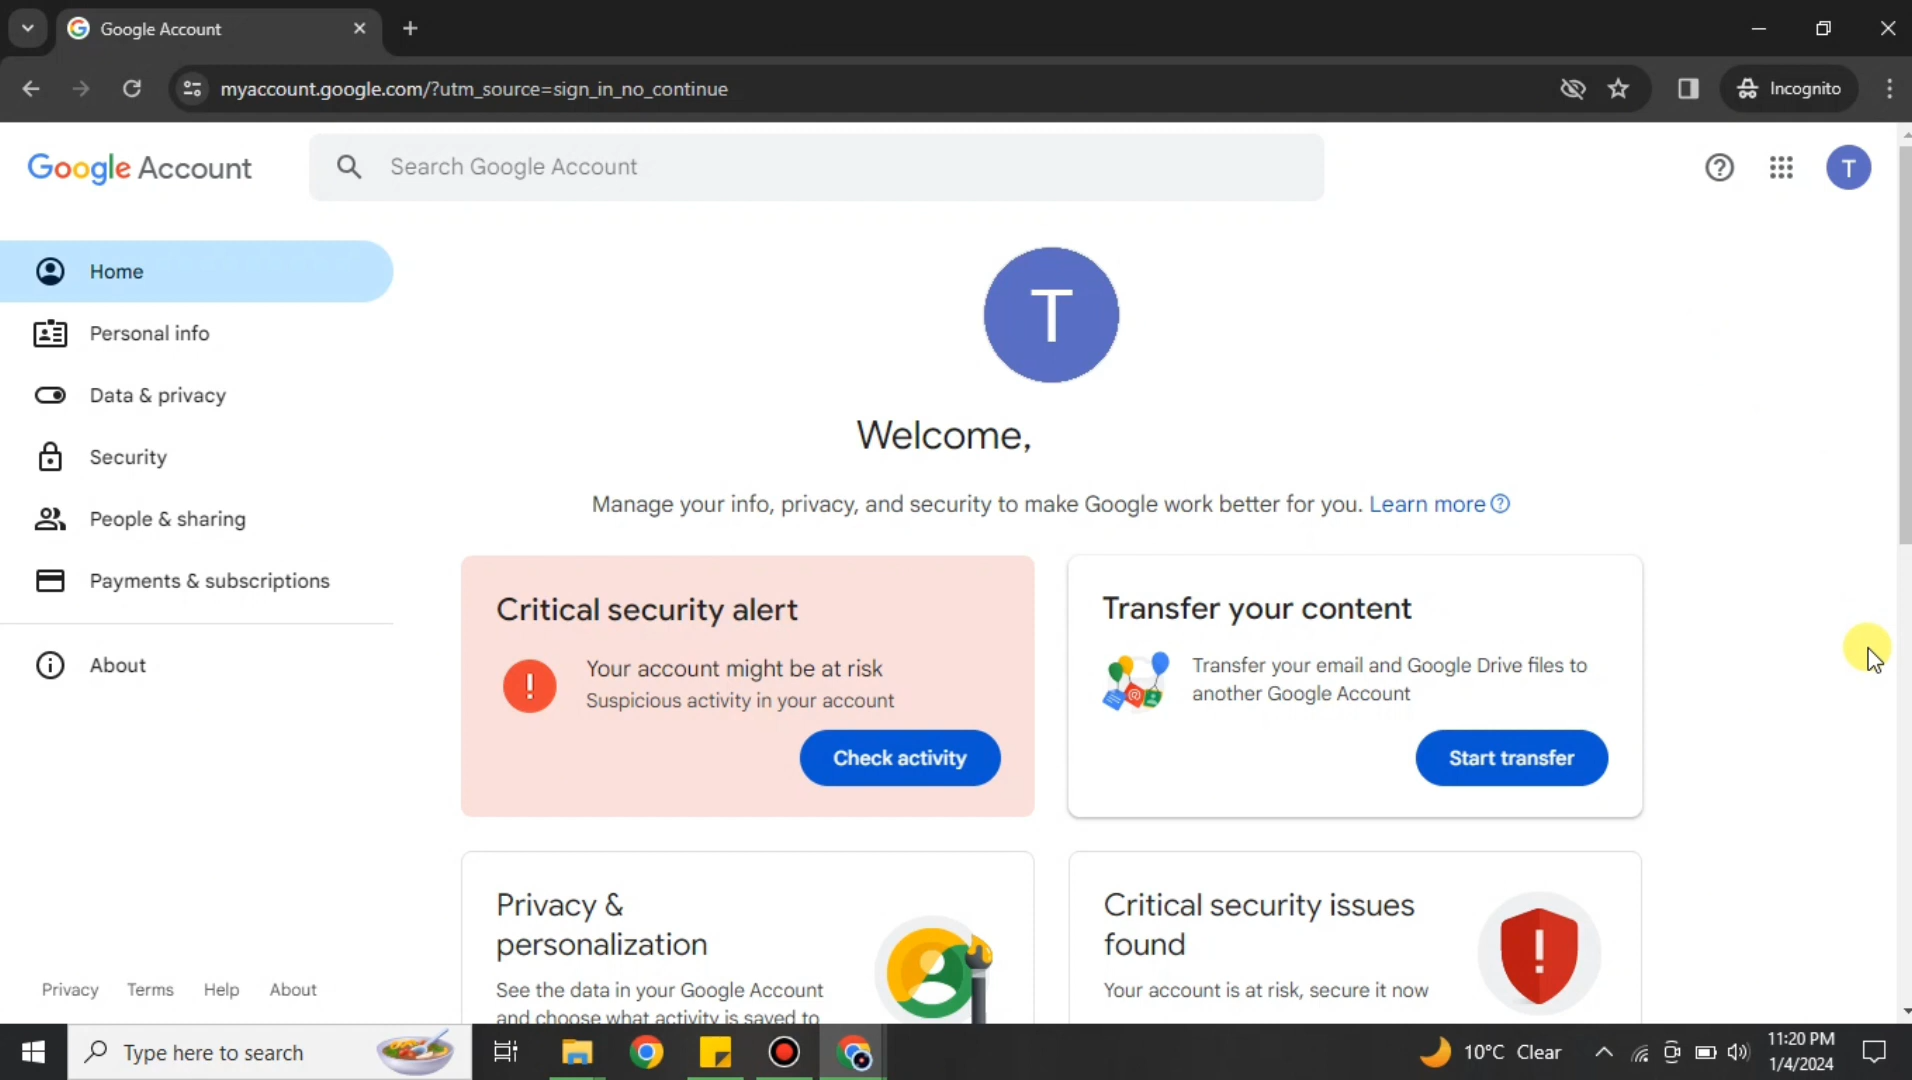 Google Account
myaccount.google.com/?utm_source=sign_in_no_continue
Incognito
Google Account
Search Google Account
T
Home
Personal info
Data & privacy
Security
People & sharing
Payments & subscriptions
About
T
Welcome,
Manage your info, privacy, and security to make Google work better for you. Learn more
Critical security alert
Your account might be at risk
Suspicious activity in your account
Check activity
Transfer your content
Transfer your email and Google Drive files to
another Google Account
Start transfer
Privacy &
personalization
See the data in your Google Account
and choose what activity is saved to
Critical security issues
found
Your account is at risk, secure it now
Privacy Terms Help About
Type here to search
10°C Clear
11:20 PM
1/4/2024